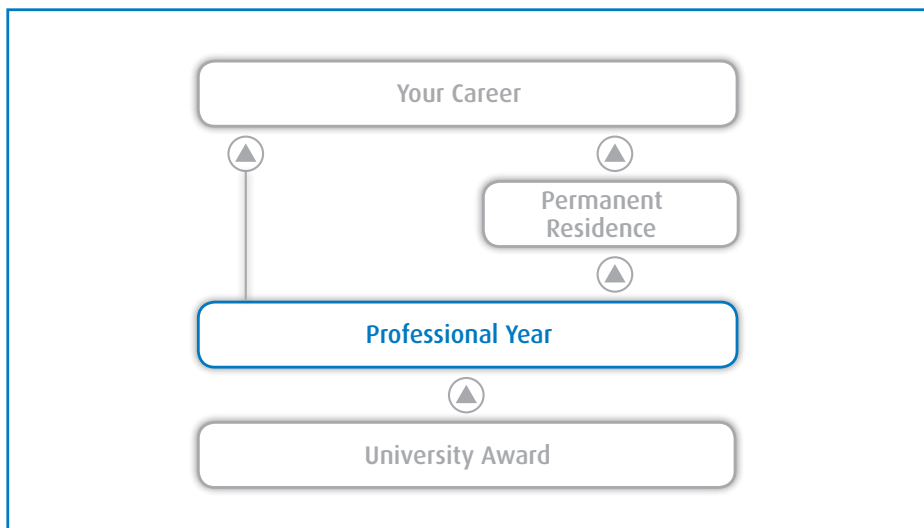 Your Career
Permanent
Residence
Professional Year
University Award